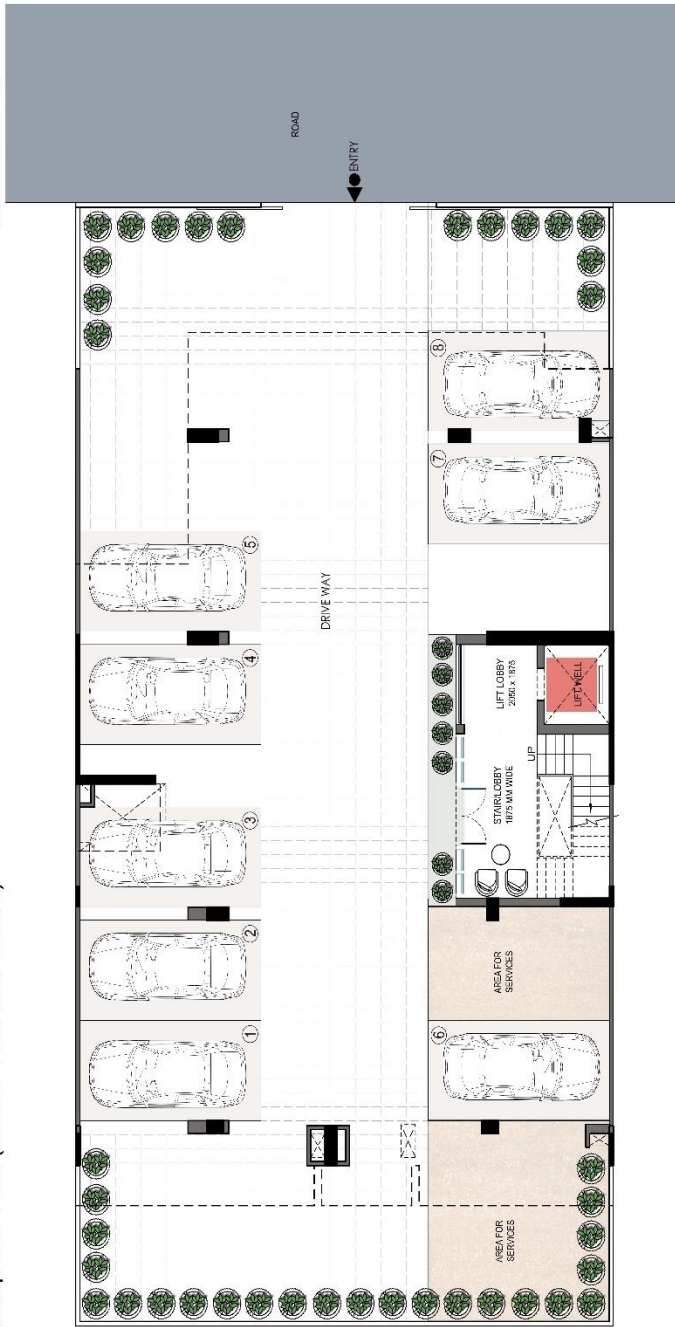 ROAD
ENTRY
8
7
5
DRIVE WAY
4
LIFT LOBBY
2050 x 1875
LIFT WELL
UP
STAIR/LOBBY
1875 MM WIDE
3
2
AREA FOR
SERVICES
1
6
AREA FOR
SERVICES